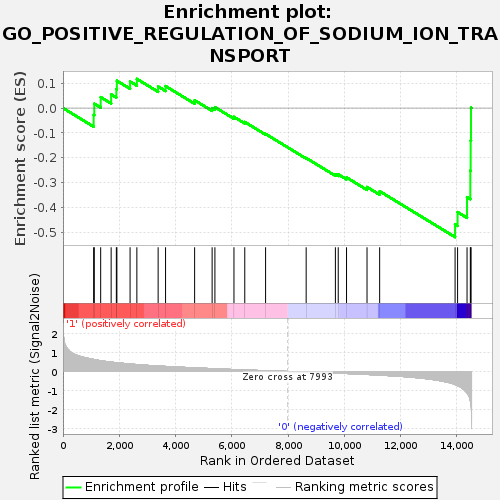 Enrichment plot:
GO_POSITIVE_REGULATION_OF_SODIUM_ION_TRA
NSPORT
Enrichment score (ES)
0.1
0.0
-0.1
-0.2
-0.3
-0.4
-0.5
'1' (positively correlated)
Zero cross at 7993
'0' (negatively correlated)
Ranked list metric (Signal2Noise)
2
1
0
-1
-2
-3
0 2,000 4,000 6,000 8,000 10,000 12,000 14,000
Rank in Ordered Dataset
Enrichment profile Hits Ranking metric scores